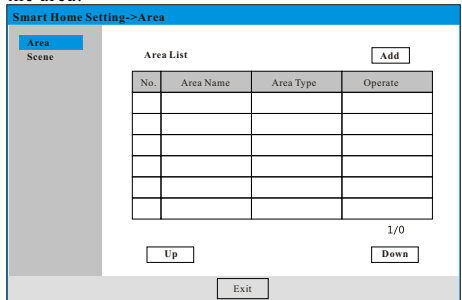 Smart Home Setting->Area
Area
Scene
Area List
Add
No. Area Name Area Type Operate
1/0
Up Down
Exit